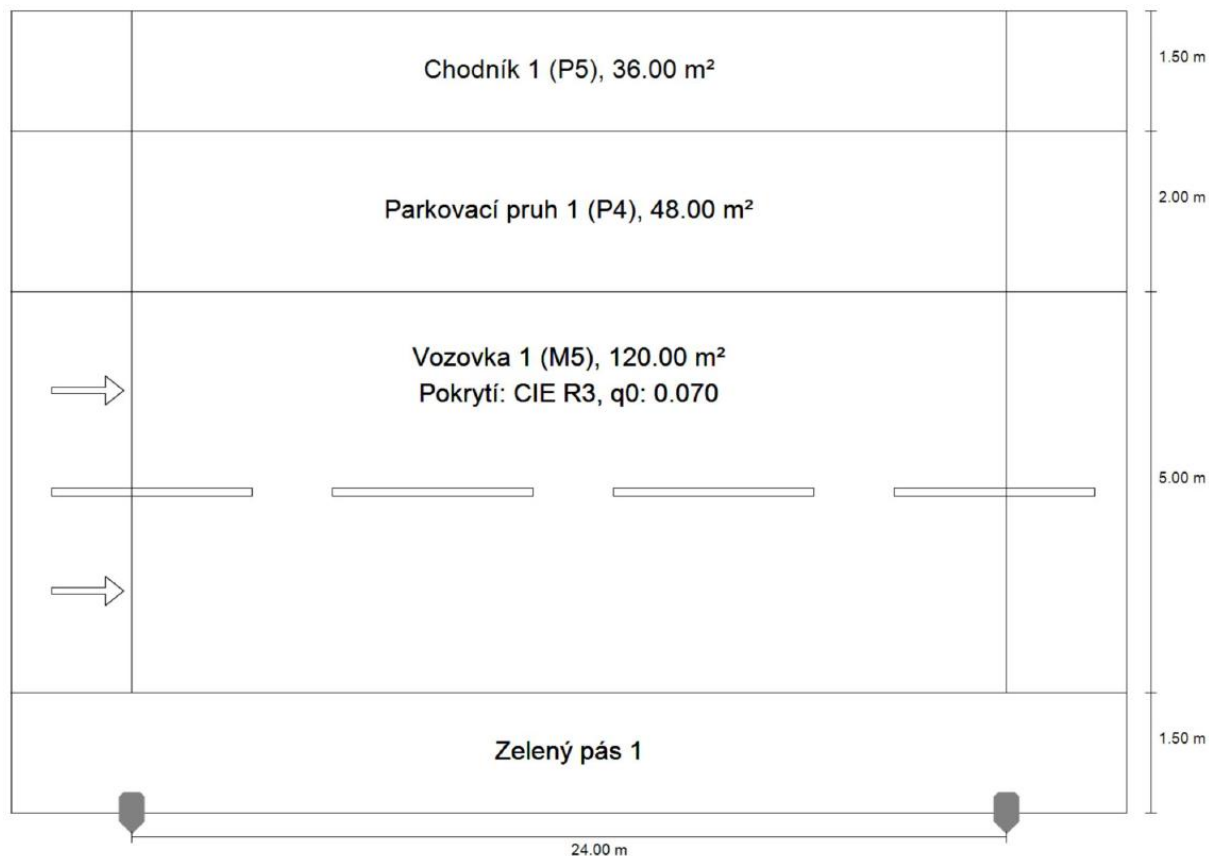 Chodník 1 (P5), 36.00 m²
1.50 m
Parkovací pruh 1 (P4), 48.00 m²
2.00 m
Vozovka 1 (M5), 120.00 m²
Pokrytí: CIE R3, q0: 0.070
5.00 m
Zelený pás 1
1.50 m
24.00 m